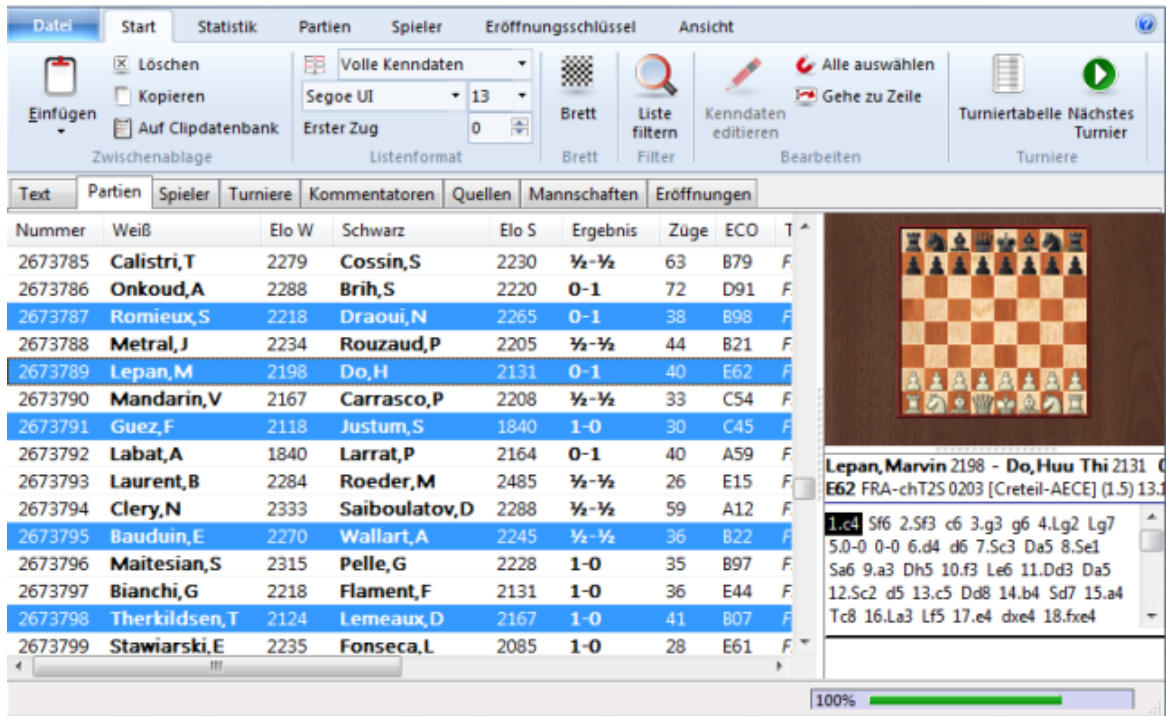 Datei Start Statistik Partien Spieler Eröffnungsschlüssel Ansicht
Einfügen
Löschen
Kopieren
Auf Clipdatenbank
Zwischenablage
Volle Kenndaten
Segoe UI 13
Erster Zug 0
Listenformat
Brett
Brett
Liste
filtern
Filter
Kenndaten
editieren
Alle auswählen
Gehe zu Zeile
Bearbeiten
Turniertabelle
Nächstes
Turnier
Turniere
Text Partien Spieler Turniere Kommentatoren Quellen Mannschaften Eröffnungen
Nummer Weiß Elo W Schwarz Elo S Ergebnis Züge ECO T
2673785 Calistri,T 2279 Cossin,S 2230 ½-½ 63 B79 F
2673786 Onkoud,A 2288 Brih,S 2220 0-1 72 D91 F
2673787 Romieux,S 2218 Draoui,N 2265 0-1 38 B98 F
2673788 Metral,J 2234 Rouzaud,P 2205 ½-½ 44 B21 F
2673789 Lepan,M 2198 Do,H 2131 0-1 40 E62 F
2673790 Mandarin,V 2167 Carrasco,P 2208 ½-½ 33 C54 F
2673791 Guez,F 2118 Justum,S 1840 1-0 30 C45 F
2673792 Labat,A 1840 Larrat,P 2164 0-1 40 A59 F
2673793 Laurent,B 2284 Roeder,M 2485 ½-½ 26 E15 F
2673794 Clery,N 2333 Saiboulatov,D 2288 ½-½ 59 A12 F
2673795 Bauduin,E 2270 Wallart,A 2245 ½-½ 36 B22 F
2673796 Maitesian,S 2315 Pelle,G 2228 1-0 35 B97 F
2673797 Bianchi,G 2218 Flament,F 2131 1-0 36 E44 F
2673798 Therkildsen,T 2124 Lemeaux,D 2167 1-0 41 B07 F
2673799 Stawiarski,E 2235 Fonseca,L 2085 1-0 28 E61 F
Lepan,Marvin 2198 - Do,Huu Thi 2131
E62 FRA-chT2S 0203 [Creteil-AECE] (1.5) 13.1
1.c4 Sf6 2.Sf3 c6 3.g3 g6 4.Lg2 Lg7
5.0-0 0-0 6.d4 d6 7.Sc3 Da5 8.Se1
Sa6 9.a3 Dh5 10.f3 Le6 11.Dd3 Da5
12.Sc2 d5 13.c5 Dd8 14.b4 Sd7 15.a4
Tc8 16.La3 Lf5 17.e4 dxe4 18.fxe4
100%